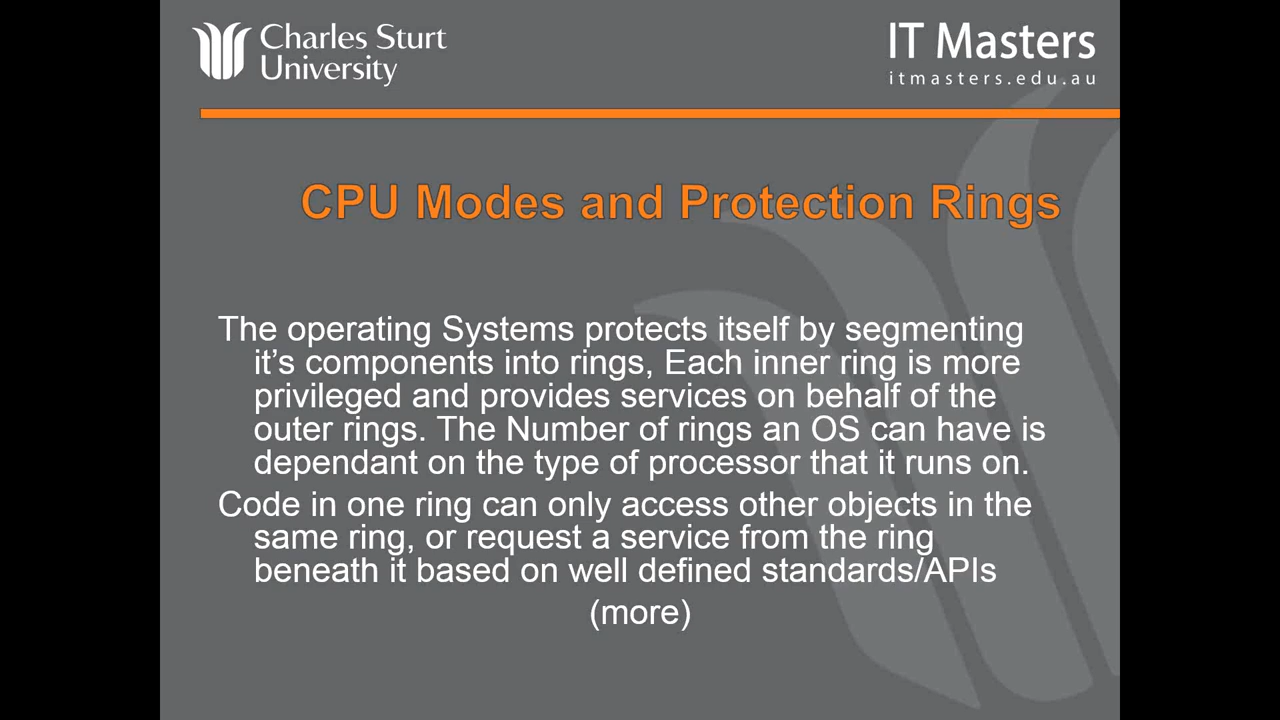 Charles Sturt
University
IT Masters
itmasters.edu.au
CPU Modes and Protection Rings
The operating Systems protects itself by segmenting
it’s components into rings, Each inner ring is more
privileged and provides services on behalf of the
outer rings. The Number of rings an OS can have is
dependant on the type of processor that it runs on.
Code in one ring can only access other objects in the
same ring, or request a service from the ring
beneath it based on well defined standards/APIs
(more)